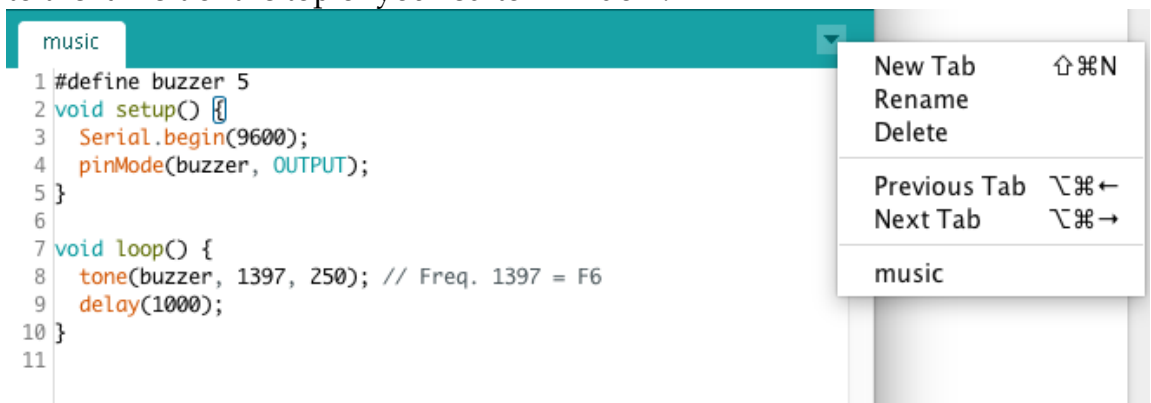 music
1 #define buzzer 5
2 void setup() {
3   Serial.begin(9600);
4   pinMode(buzzer, OUTPUT);
5 }
6
7 void loop() {
8   tone(buzzer, 1397, 250); // Freq. 1397 = F6
9   delay(1000);
10 }
11
New Tab ⇧⌘N
Rename
Delete
Previous Tab ⌥⌘←
Next Tab ⌥⌘→
music